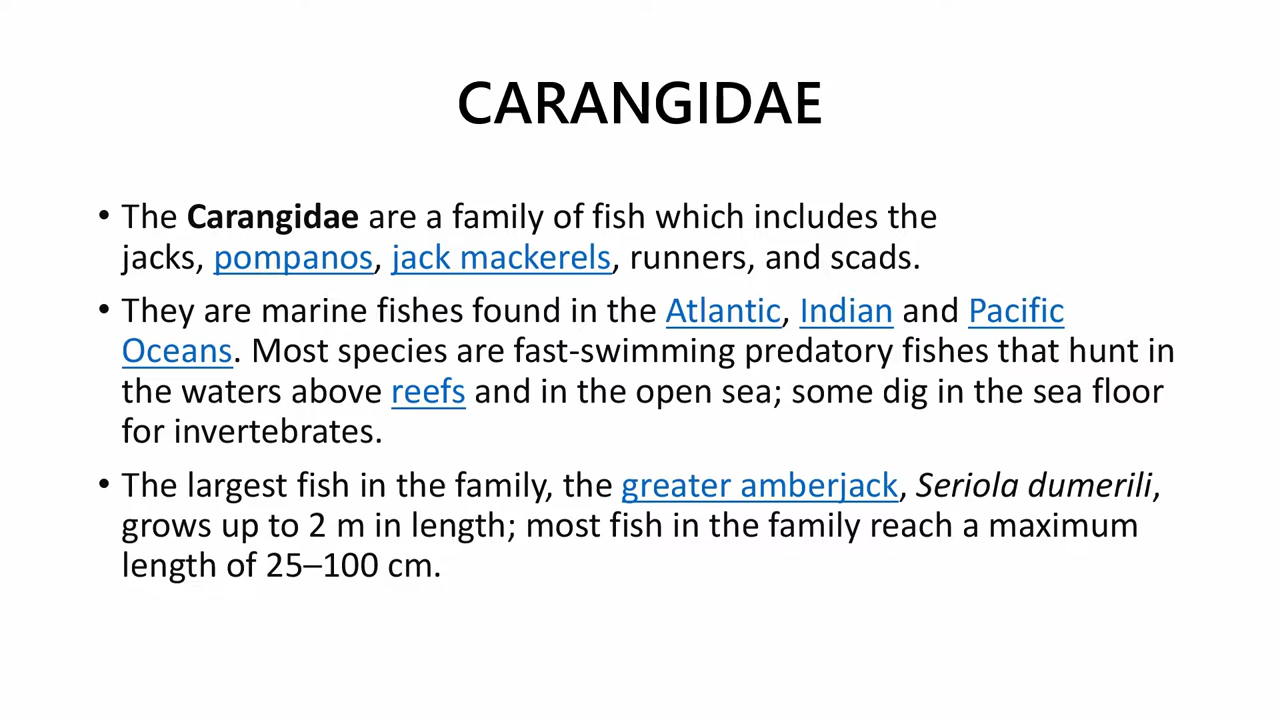 CARANGIDAE
• The Carangidae are a family of fish which includes the
jacks, pompanos, jack mackerels, runners, and scads.
• They are marine fishes found in the Atlantic, Indian and Pacific
Oceans. Most species are fast-swimming predatory fishes that hunt in
the waters above reefs and in the open sea; some dig in the sea floor
for invertebrates.
• The largest fish in the family, the greater amberjack, Seriola dumerili,
grows up to 2 m in length; most fish in the family reach a maximum
length of 25–100 cm.